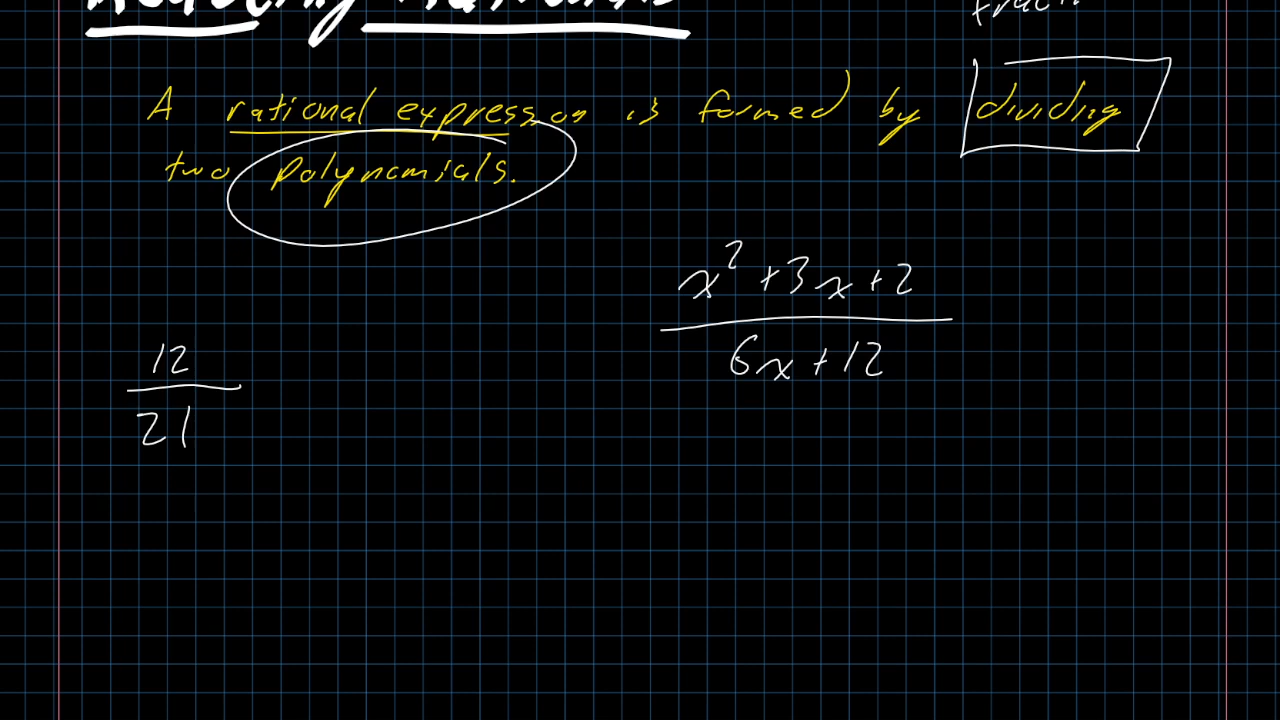 A rational expression is formed by dividing
two polynomials.
x² + 3x + 2
6x + 12
12
21